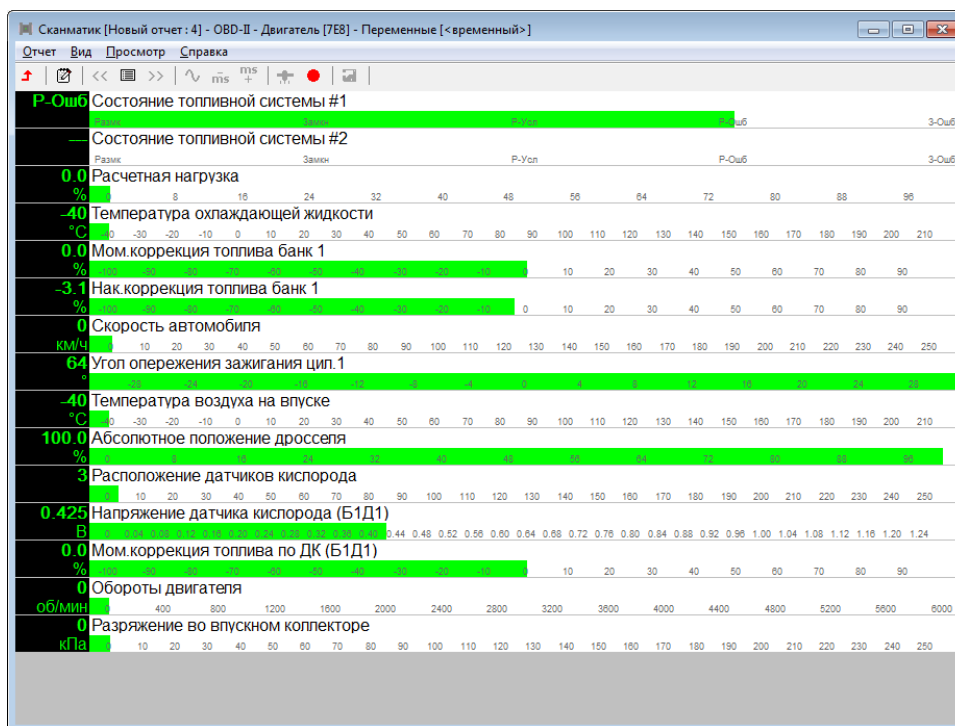 Сканматик [Новый отчет : 4] - OBD-II - Двигатель [7E8] - Переменные [<временный>]
Отчет Вид Просмотр Справка
<< >> ms ms +
Р-Ошб Состояние топливной системы #1
Размк Замкн Р-Усл Р-Ошб З-Ошб
— Состояние топливной системы #2
Размк Замкн Р-Усл Р-Ошб З-Ошб
0.0 Расчетная нагрузка
% 0 8 16 24 32 40 48 56 64 72 80 88 96
-40 Температура охлаждающей жидкости
°C -40 -30 -20 -10 0 10 20 30 40 50 60 70 80 90 100 110 120 130 140 150 160 170 180 190 200 210
0.0 Мом.коррекция топлива банк 1
% -100 -90 -80 -70 -60 -50 -40 -30 -20 -10 0 10 20 30 40 50 60 70 80 90
-3.1 Нак.коррекция топлива банк 1
% -100 -90 -80 -70 -60 -50 -40 -30 -20 -10 0 10 20 30 40 50 60 70 80 90
0 Скорость автомобиля
км/ч 0 10 20 30 40 50 60 70 80 90 100 110 120 130 140 150 160 170 180 190 200 210 220 230 240 250
64 Угол опережения зажигания цил.1
° -28 -24 -20 -16 -12 -8 -4 0 4 8 12 16 20 24 28
-40 Температура воздуха на впуске
°C -40 -30 -20 -10 0 10 20 30 40 50 60 70 80 90 100 110 120 130 140 150 160 170 180 190 200 210
100.0 Абсолютное положение дросселя
% 0 8 16 24 32 40 48 56 64 72 80 88 96
3 Расположение датчиков кислорода
0 10 20 30 40 50 60 70 80 90 100 110 120 130 140 150 160 170 180 190 200 210 220 230 240 250
0.425 Напряжение датчика кислорода (Б1Д1)
В 0 0.04 0.08 0.12 0.16 0.20 0.24 0.28 0.32 0.36 0.40 0.44 0.48 0.52 0.56 0.60 0.64 0.68 0.72 0.76 0.80 0.84 0.88 0.92 0.96 1.00 1.04 1.08 1.12 1.16 1.20 1.24
0.0 Мом.коррекция топлива по ДК (Б1Д1)
% -100 -90 -80 -70 -60 -50 -40 -30 -20 -10 0 10 20 30 40 50 60 70 80 90
0 Обороты двигателя
об/мин 0 400 800 1200 1600 2000 2400 2800 3200 3600 4000 4400 4800 5200 5600 6000
0 Разряжение во впускном коллекторе
кПа 0 10 20 30 40 50 60 70 80 90 100 110 120 130 140 150 160 170 180 190 200 210 220 230 240 250